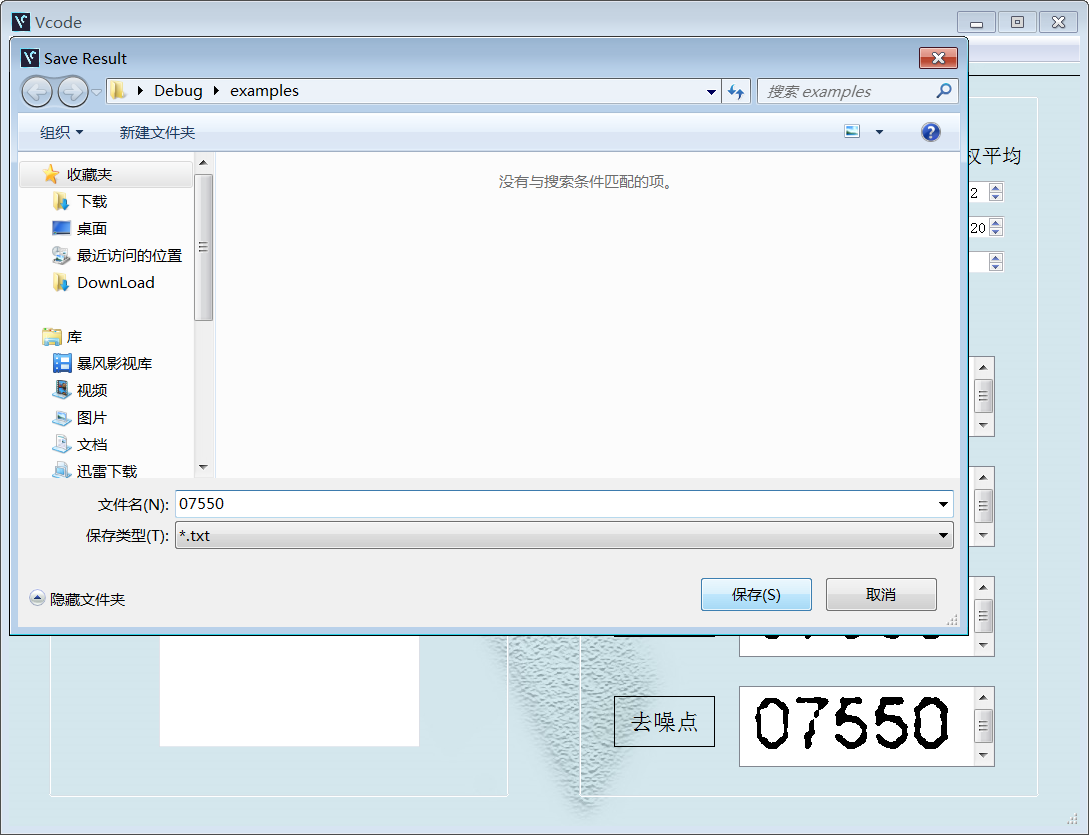 Vcode
Save Result
Debug examples
搜索 examples
组织 新建文件夹
收藏夹
下载
桌面
最近访问的位置
DownLoad
库
暴风影视库
视频
图片
文档
迅雷下载
没有与搜索条件匹配的项。
文件名(N): 07550
保存类型(T): *.txt
隐藏文件夹
保存(S) 取消
权平均
2
20
去噪点
07550